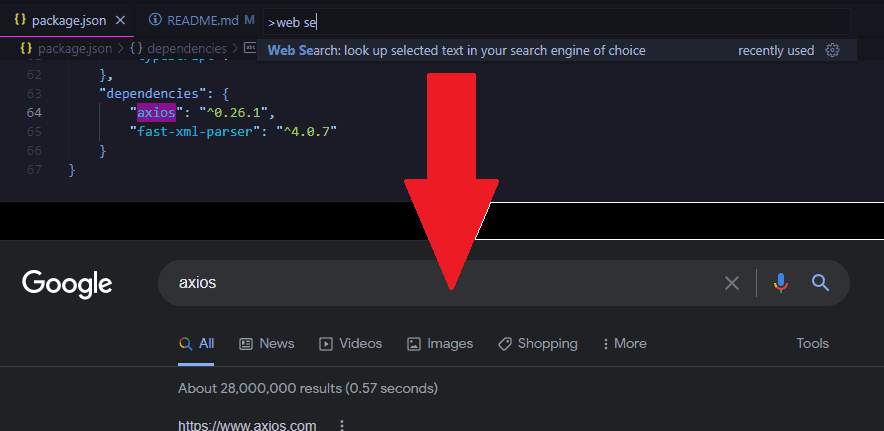 package.json README.md M >web se
package.json > {} dependencies > abc
Web Search: look up selected text in your search engine of choice recently used
62 },
63 "dependencies": {
64 "axios": "^0.26.1",
65 "fast-xml-parser": "^4.0.7"
66 }
67 }
Google axios
All News Videos Images Shopping More Tools
About 28,000,000 results (0.57 seconds)
https://www.axios.com